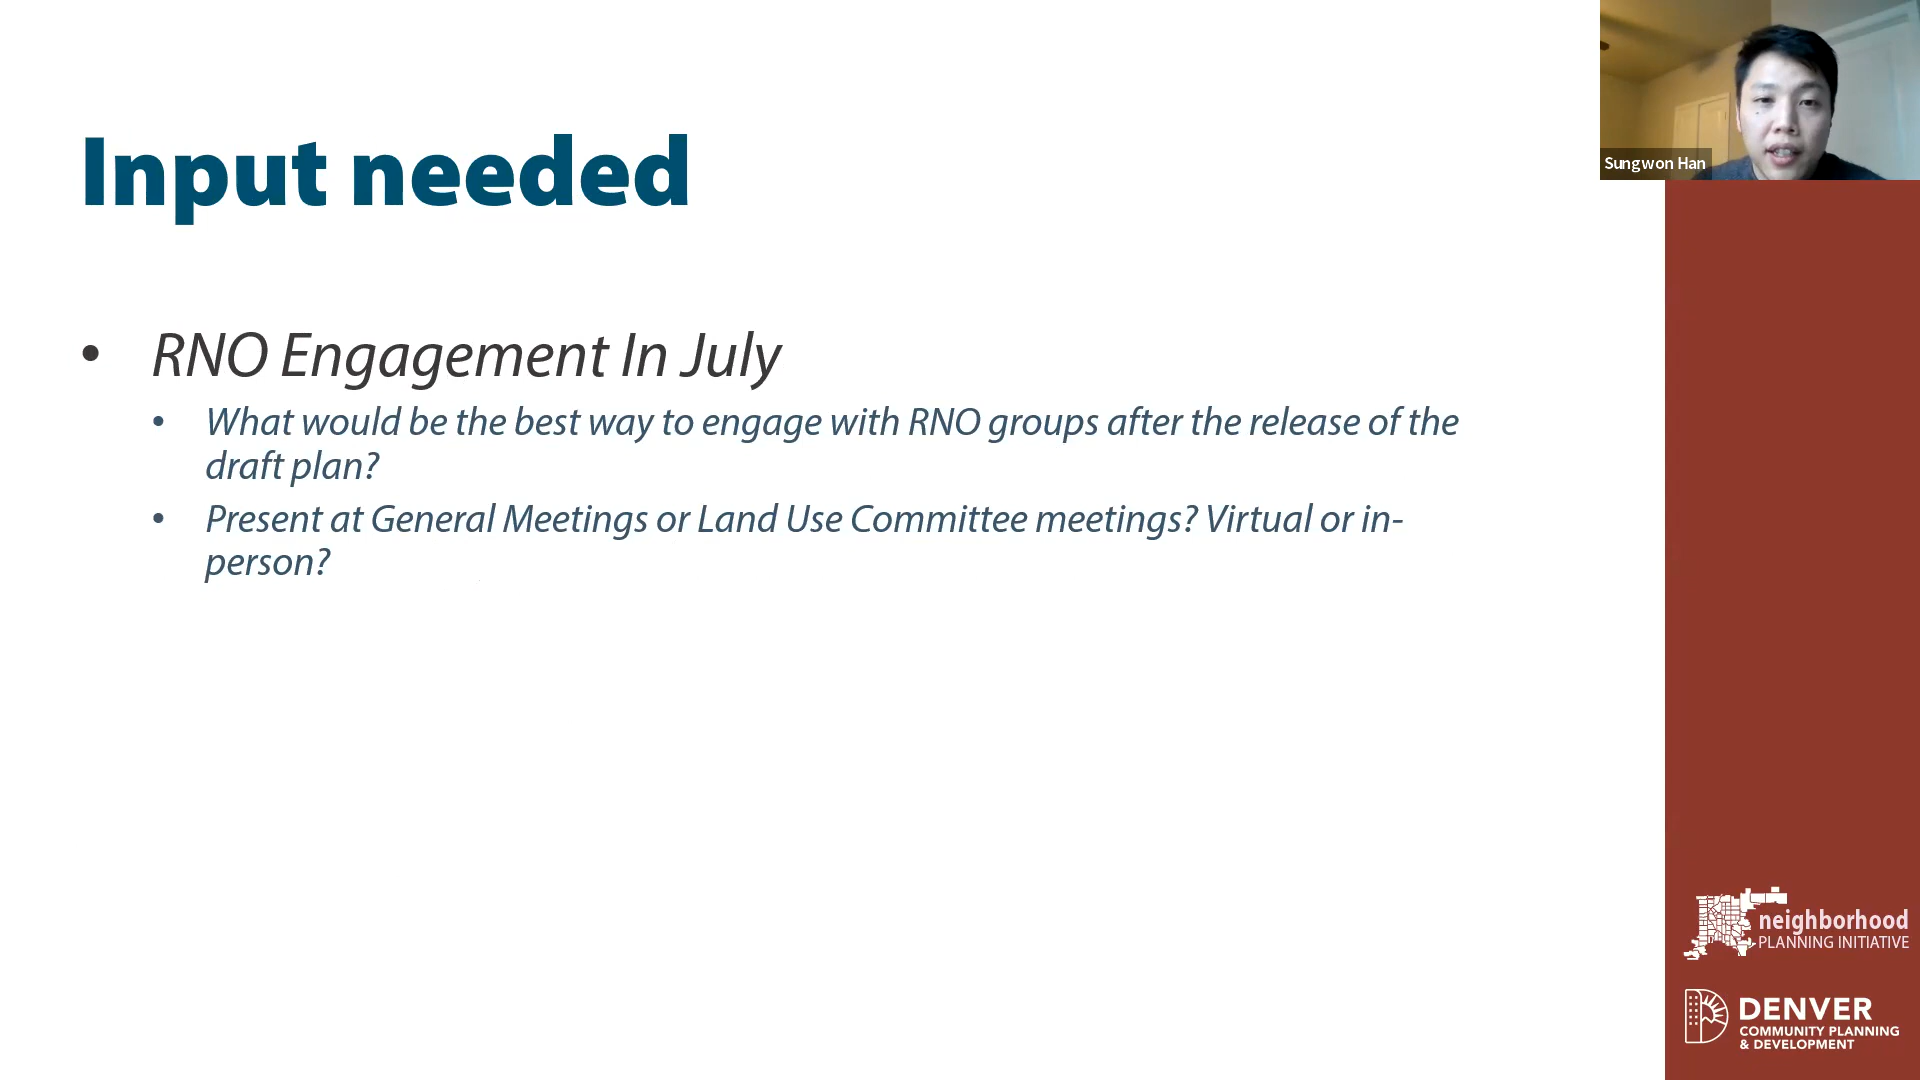 Input needed
Sungwon Han
• RNO Engagement In July
• What would be the best way to engage with RNO groups after the release of the
draft plan?
• Present at General Meetings or Land Use Committee meetings? Virtual or in-
person?
neighborhood
PLANNING INITIATIVE
DENVER
COMMUNITY PLANNING
& DEVELOPMENT